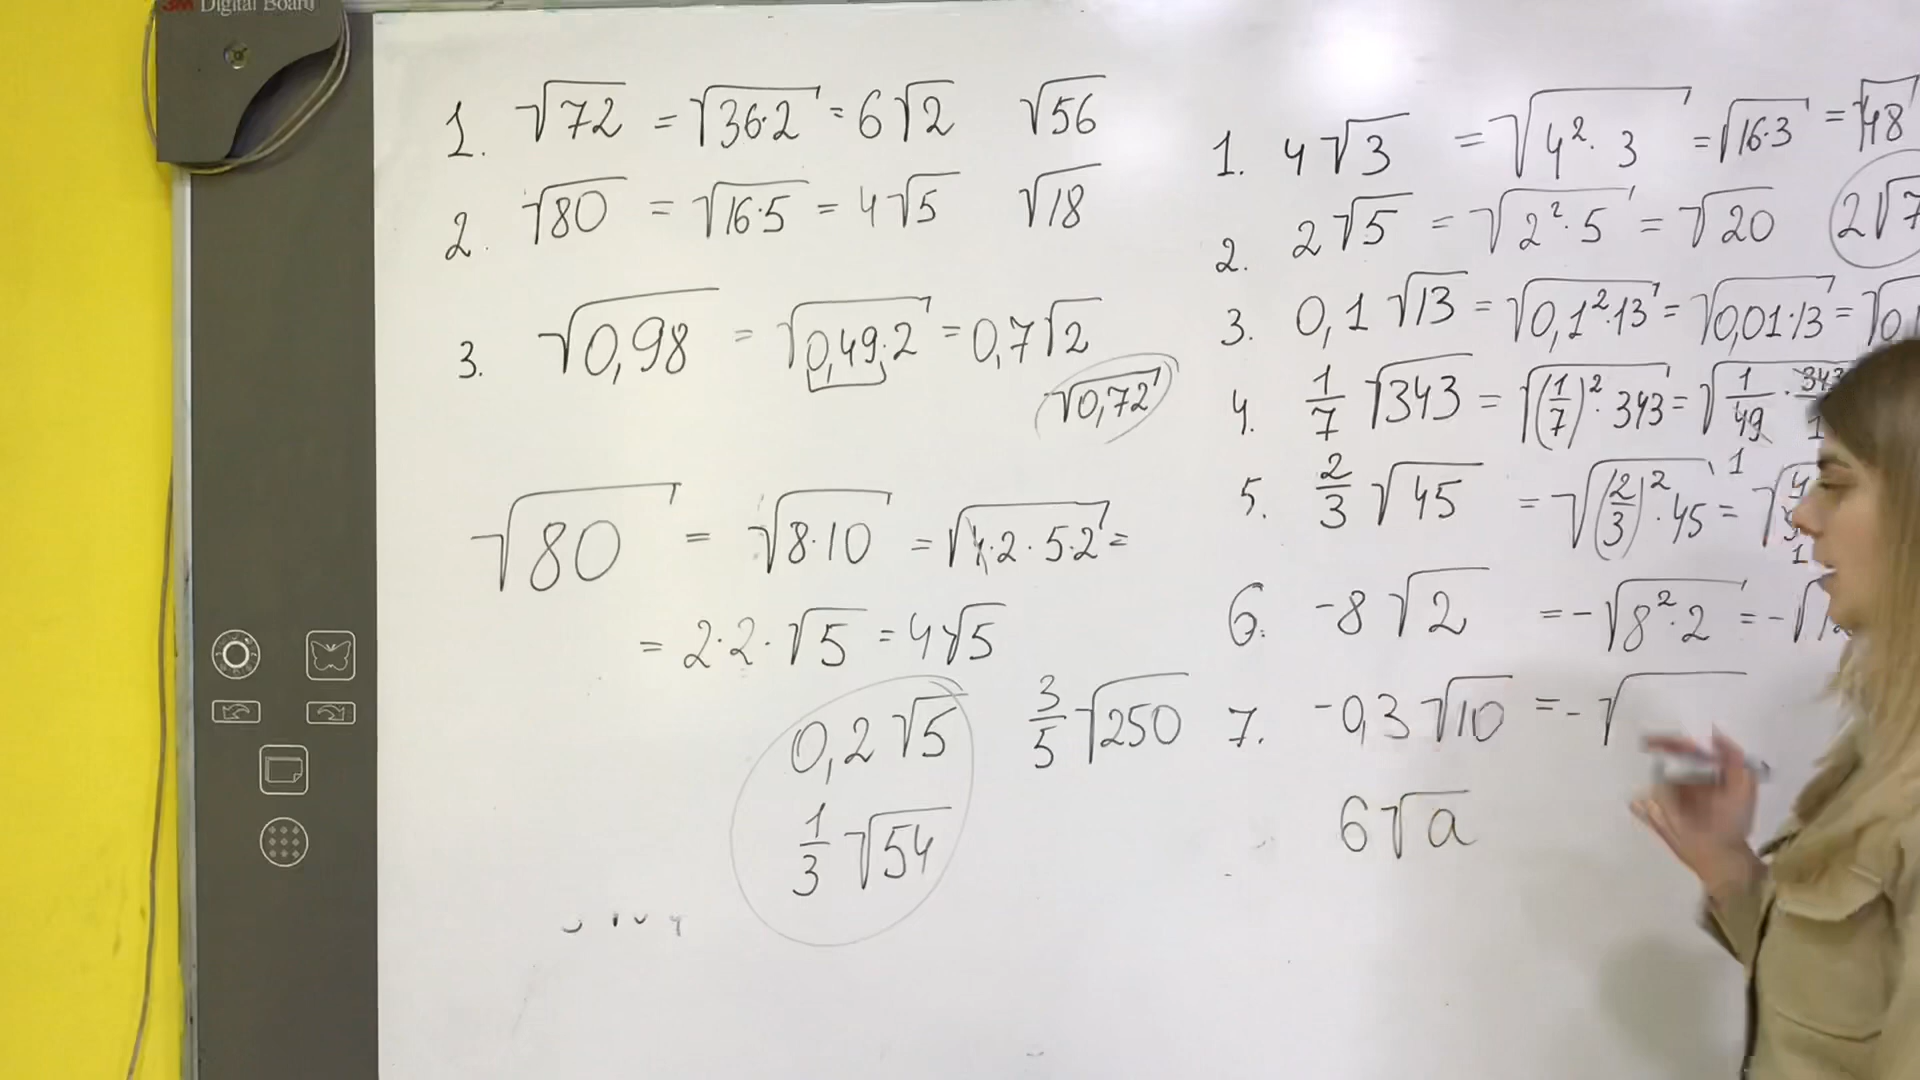 3M Digital Board
1. √72 = √36·2 = 6√2 √56
2. √80 = √16·5 = 4√5 √18
3. √0,98 = √0,49·2 = 0,7√2
√0,72
√80 = √8·10 = √4·2·5·2 =
= 2·2·√5 = 4√5
0,2√5 3/5√250
1/3√54
1. 4√3 = √4²·3 = √16·3 = √48
2. 2√5 = √2²·5 = √20 2√7
3. 0,1√13 = √0,1²·13 = √0,01·13 =
4. 1/7√343 = √(1/7)²·343 = √1/49·343/1
5. 2/3√45 = √(2/3)²·45 =
6. -8√2 = -√8²·2 = -√
7. -0,3√10 = -√
6√a